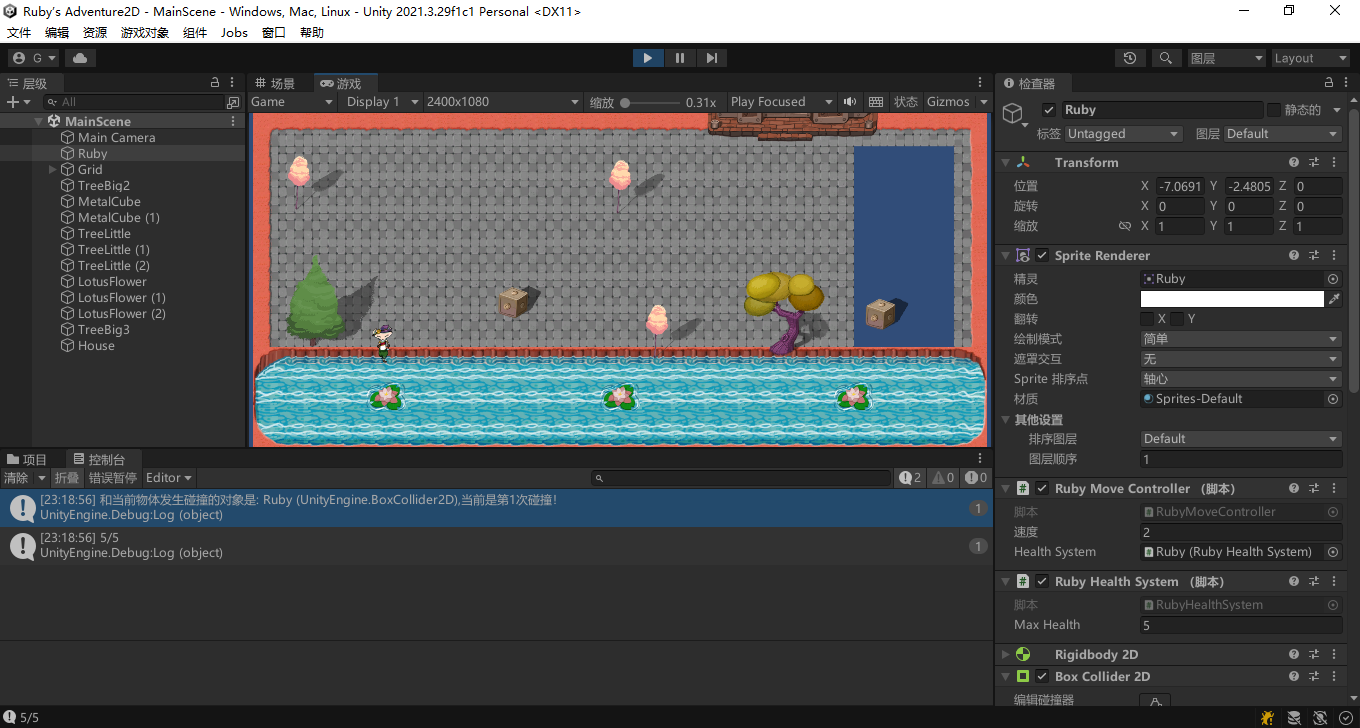 Ruby's Adventure2D - MainScene - Windows, Mac, Linux - Unity 2021.3.29f1c1 Personal <DX11>
文件 编辑 资源 游戏对象 组件 Jobs 窗口 帮助
G 图层 Layout
层级
All
MainScene
Main Camera
Ruby
Grid
TreeBig2
MetalCube
MetalCube (1)
TreeLittle
TreeLittle (1)
TreeLittle (2)
LotusFlower
LotusFlower (1)
LotusFlower (2)
TreeBig3
House
场景 游戏
Game Display 1 2400x1080 缩放 0.31x Play Focused 状态 Gizmos
项目 控制台
清除 折叠 错误暂停 Editor 2 0 0
[23:18:56] 和当前物体发生碰撞的对象是: Ruby (UnityEngine.BoxCollider2D),当前是第1次碰撞!
UnityEngine.Debug:Log (object)
1
[23:18:56] 5/5
UnityEngine.Debug:Log (object)
1
5/5
检查器
Ruby 静态的
标签 Untagged 图层 Default
Transform
位置 X -7.0691 Y -2.4805 Z 0
旋转 X 0 Y 0 Z 0
缩放 X 1 Y 1 Z 1
Sprite Renderer
精灵 Ruby
颜色
翻转 X Y
绘制模式 简单
遮罩交互 无
Sprite 排序点 轴心
材质 Sprites-Default
其他设置
排序图层 Default
图层顺序 1
Ruby Move Controller （脚本）
脚本 RubyMoveController
速度 2
Health System Ruby (Ruby Health System)
Ruby Health System （脚本）
脚本 RubyHealthSystem
Max Health 5
Rigidbody 2D
Box Collider 2D
编辑碰撞器